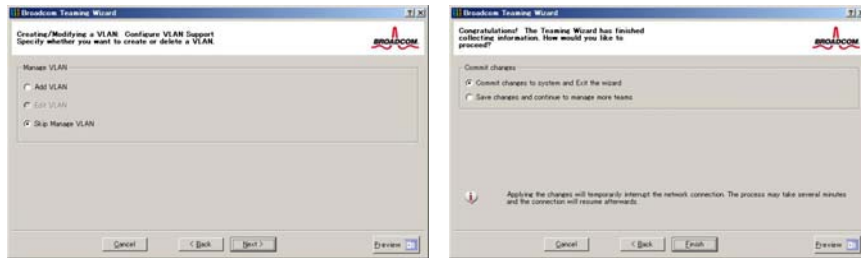 Broadcom Teaming Wizard
Creating/Modifying a VLAN: Configure VLAN Support
Specify whether you want to create or delete a VLAN.
BROADCOM
Manage VLAN
Add VLAN
Edit VLAN
Skip Manage VLAN
Cancel
< Back
Next >
Preview
Broadcom Teaming Wizard
Congratulations! The Teaming Wizard has finished
collecting information. How would you like to
proceed?
BROADCOM
Commit changes
Commit changes to system and Exit the wizard
Save changes and continue to manage more teams
Applying the changes will temporarily interrupt the network connection. The process may take several minutes
and the connection will resume afterwards.
Cancel
< Back
Finish
Preview